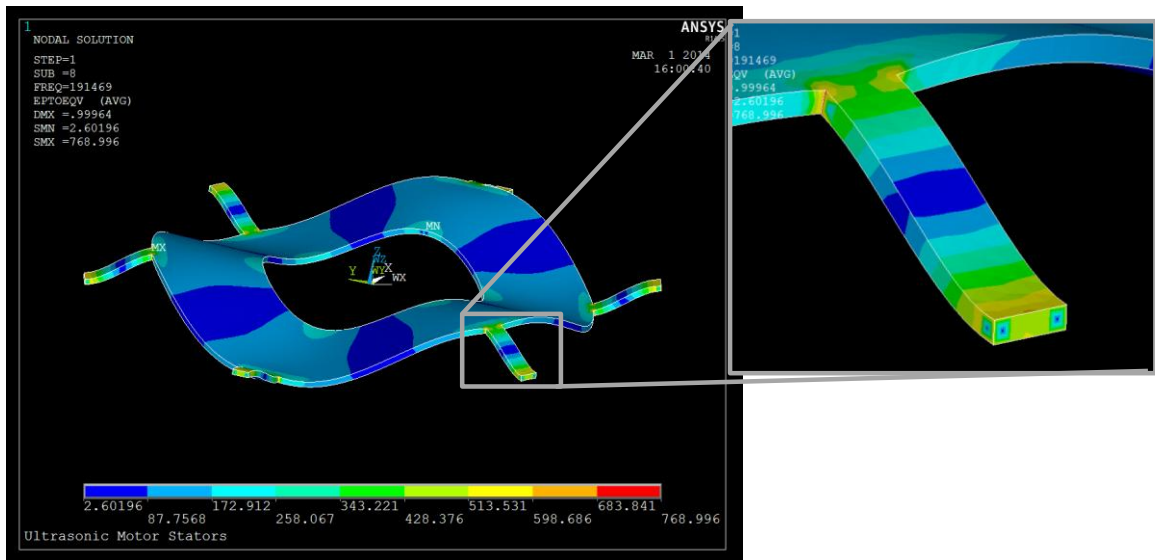 1
NODAL SOLUTION
STEP=1
SUB =8
FREQ=191469
EPTOEQV (AVG)
DMX =.99964
SMN =2.60196
SMX =768.996
ANSYS
MAR 1 2014
16:00:40
MX
MN
Z
Y
X
WY
WX
2.60196 172.912 343.221 513.531 683.841
87.7568 258.067 428.376 598.686 768.996
Ultrasonic Motor Stators
01
=8
191469
QV (AVG)
.99964
2.60196
768.996